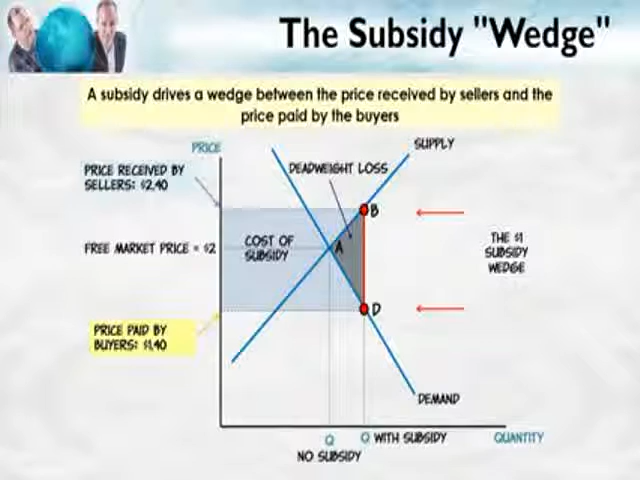 The Subsidy "Wedge"
A subsidy drives a wedge between the price received by sellers and the
price paid by the buyers
PRICE
SUPPLY
DEADWEIGHT LOSS
PRICE RECEIVED BY
SELLERS: $2.40
B
FREE MARKET PRICE = $2
COST OF
SUBSIDY
A
THE $1
SUBSIDY
WEDGE
D
PRICE PAID BY
BUYERS: $1.40
DEMAND
Q
NO SUBSIDY
Q WITH SUBSIDY
QUANTITY